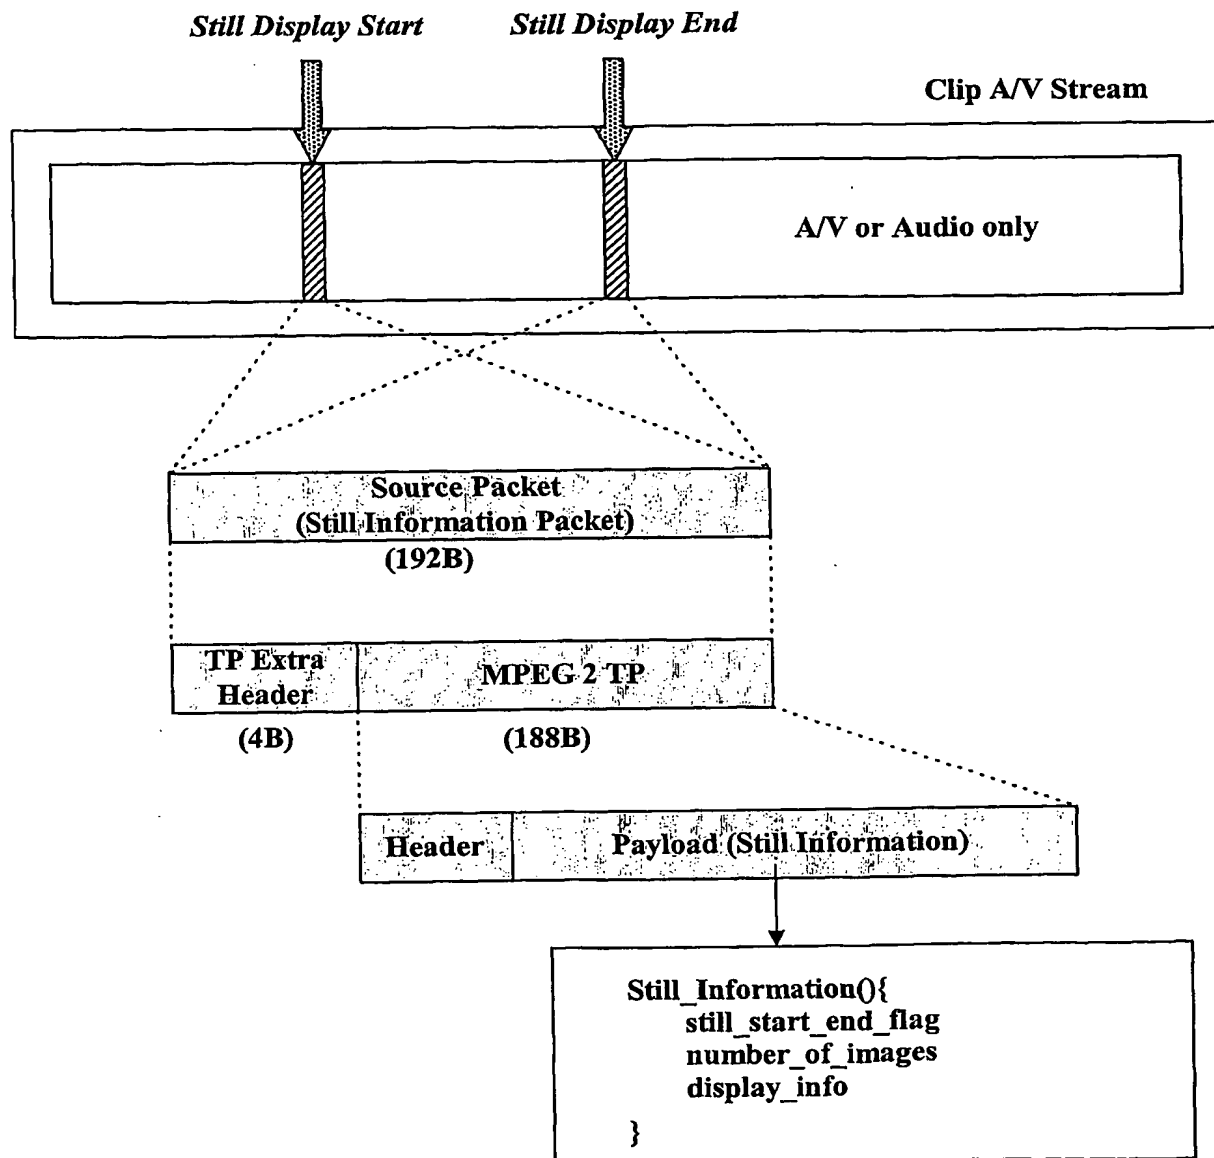 Still Display Start
Still Display End
Clip A/V Stream
A/V or Audio only
Source Packet
(Still Information Packet)
(192B)
TP Extra
Header
MPEG 2 TP
(4B)
(188B)
Header
Payload (Still Information)
Still_Information(){
still_start_end_flag
number_of_images
display_info
}